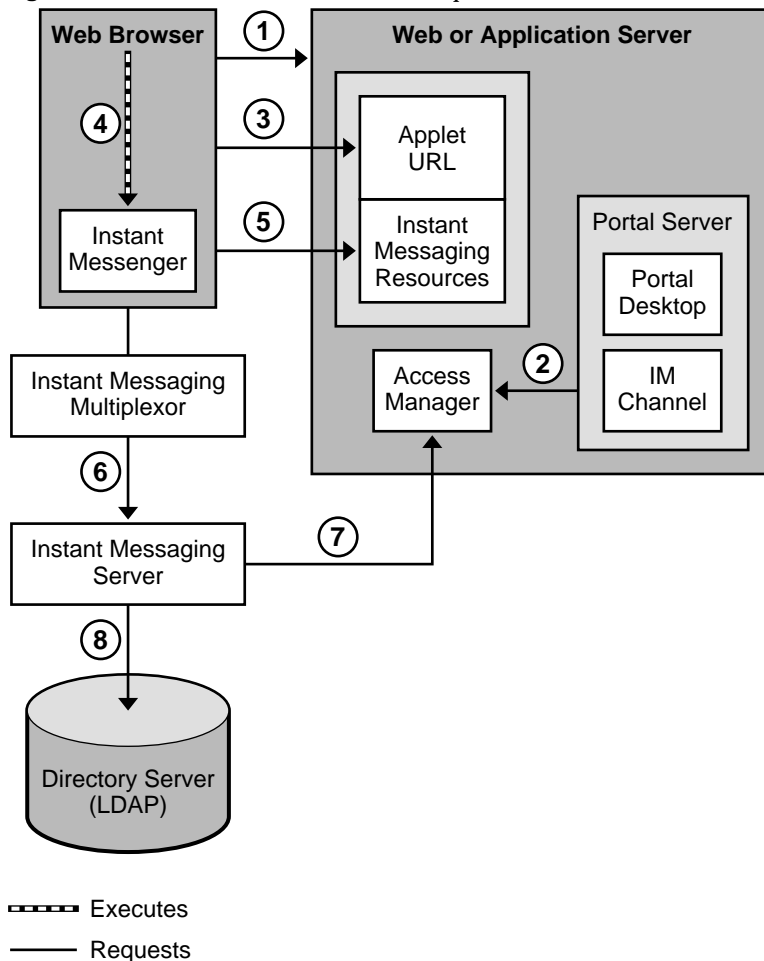 Web Browser
1
Web or Application Server
4
3
Applet
URL
5
Instant
Messaging
Resources
Instant
Messenger
Portal Server
Portal
Desktop
IM
Channel
2
Access
Manager
Instant Messaging
Multiplexor
6
Instant Messaging
Server
7
8
Directory Server
(LDAP)
Executes
Requests